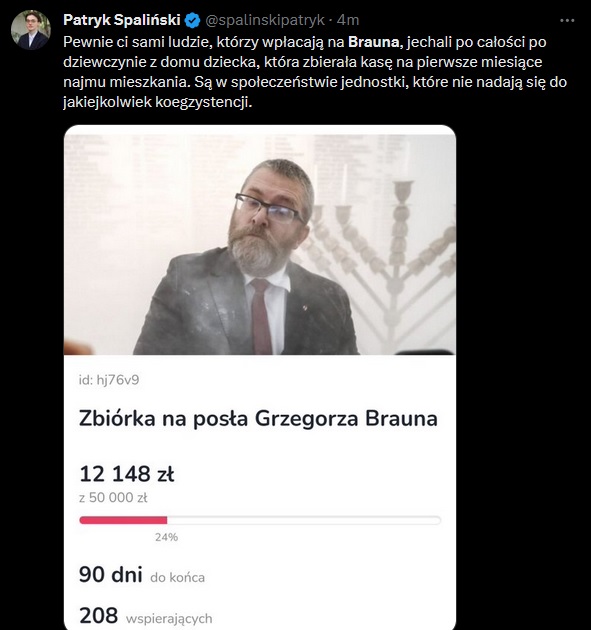 Patryk Spaliński @spalinskipatryk · 4m
Pewnie ci sami ludzie, którzy wpłacają na Brauna, jechali po całości po
dziewczynie z domu dziecka, która zbierała kasę na pierwsze miesiące
najmu mieszkania. Są w społeczeństwie jednostki, które nie nadają się do
jakiejkolwiek koegzystencji.
id: hj76v9
Zbiórka na posła Grzegorza Brauna
12 148 zł
z 50 000 zł
24%
90 dni do końca
208 wspierających